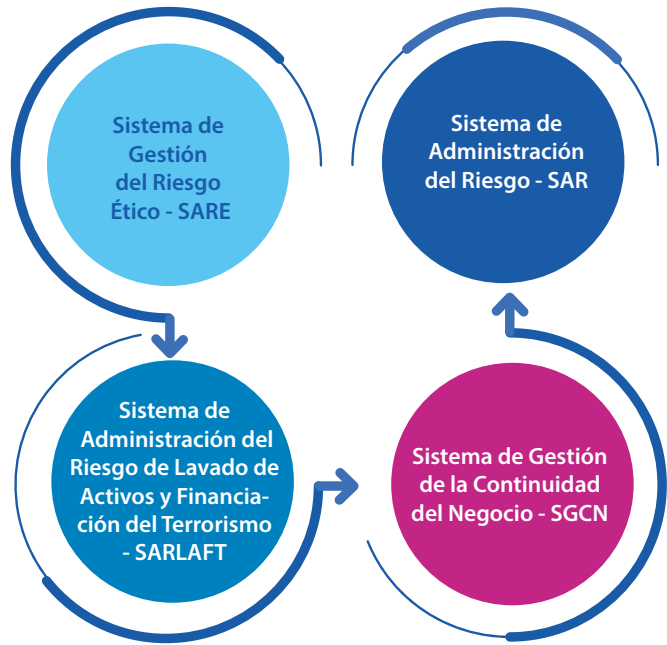 Sistema de
Gestión
del Riesgo
Ético - SARE
Sistema de
Administración
del Riesgo - SAR
Sistema de
Administración del
Riesgo de Lavado de
Activos y Financia-
ción del Terrorismo
- SARLAFT
Sistema de Gestión
de la Continuidad
del Negocio - SGCN